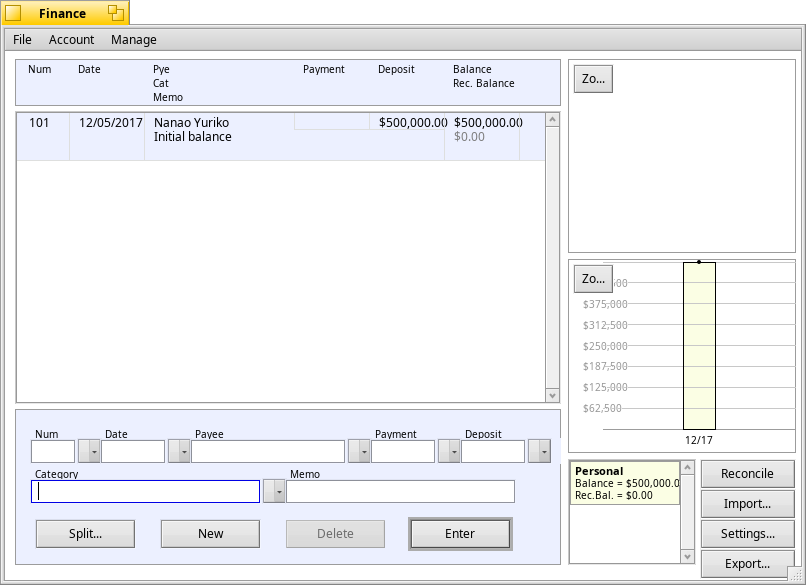 Finance
File Account Manage
Num Date Pye Payment Deposit Balance
Cat Rec. Balance
Memo
101 12/05/2017 Nanao Yuriko $500,000.00 $500,000.00
Initial balance $0.00
Zo...
Zo...
$375,000
$312,500
$250,000
$187,500
$125,000
$62,500
12/17
Num Date Payee Payment Deposit
Category Memo
Split... New Delete Enter
Personal
Balance = $500,000.0
Rec.Bal. = $0.00
Reconcile
Import...
Settings...
Export...